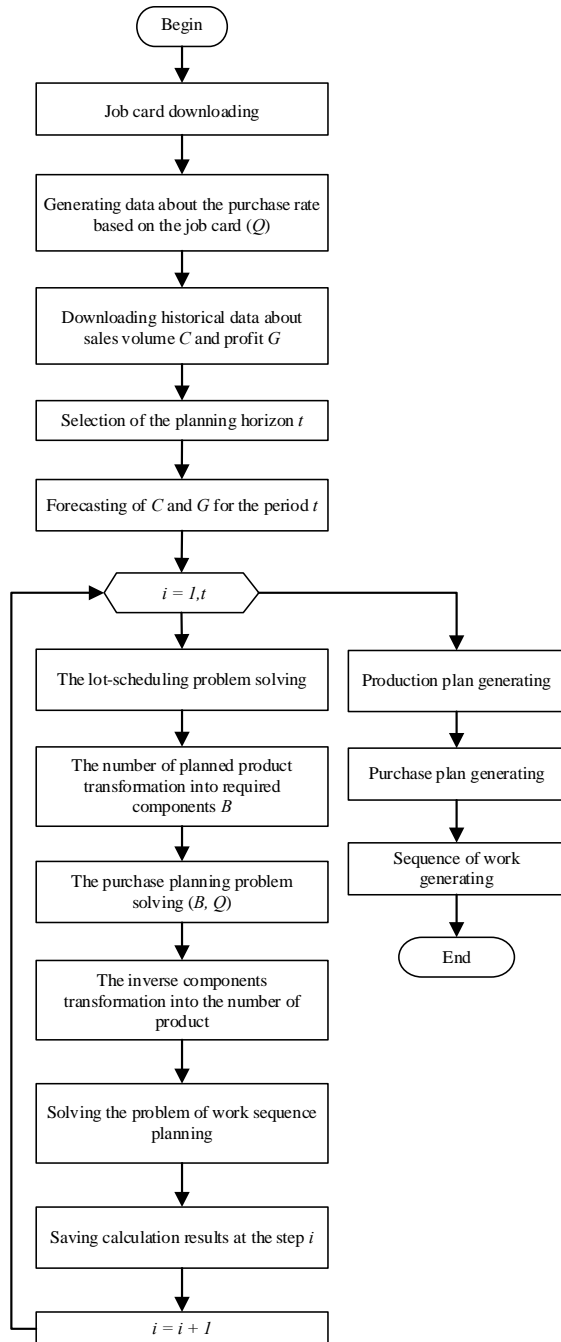 Begin
Job card downloading
Generating data about the purchase rate
based on the job card (Q)
Downloading historical data about
sales volume C and profit G
Selection of the planning horizon t
Forecasting of C and G for the period t
i = 1,t
The lot-scheduling problem solving
The number of planned product
transformation into required
components B
The purchase planning problem
solving (B, Q)
The inverse components
transformation into the number of
product
Solving the problem of work sequence
planning
Saving calculation results at the step i
i = i + 1
Production plan generating
Purchase plan generating
Sequence of work
generating
End